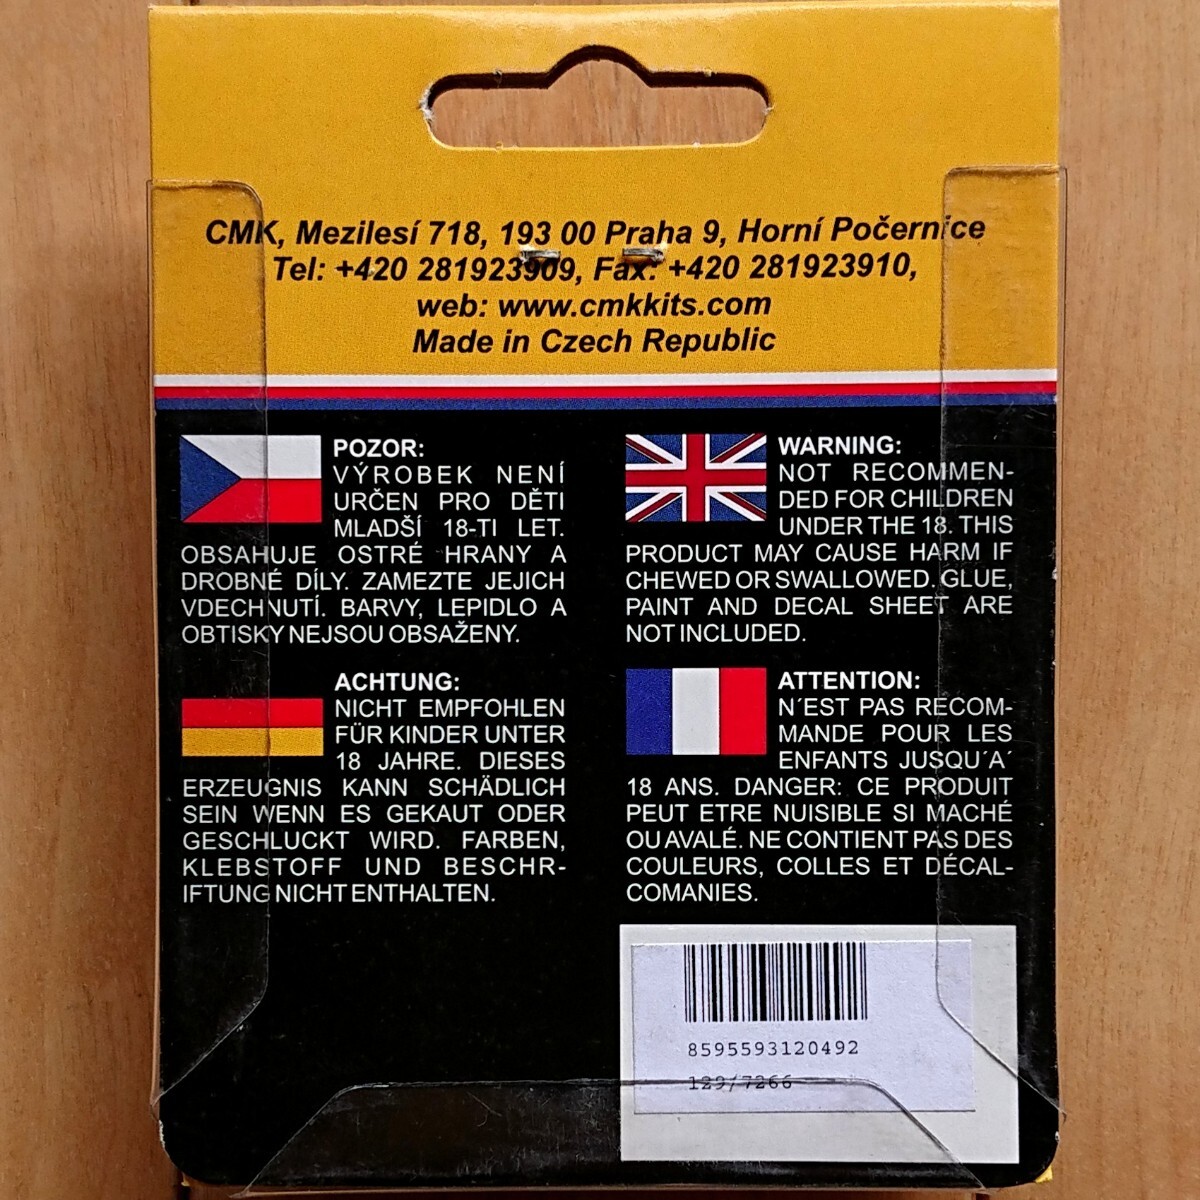 CMK, Mezilesí 718, 193 00 Praha 9, Horní Počernice
Tel: +420 281923909, Fax: +420 281923910,
web: www.cmkkits.com
Made in Czech Republic
POZOR:
VÝROBEK NENÍ
URČEN PRO DĚTI
MLADŠÍ 18-TI LET.
OBSAHUJE OSTRÉ HRANY A
DROBNÉ DÍLY. ZAMEZTE JEJICH
VDECHNUTÍ. BARVY, LEPIDLO A
OBTISKY NEJSOU OBSAŽENY.
WARNING:
NOT RECOMMEN-
DED FOR CHILDREN
UNDER THE 18. THIS
PRODUCT MAY CAUSE HARM IF
CHEWED OR SWALLOWED. GLUE,
PAINT AND DECAL SHEET ARE
NOT INCLUDED.
ACHTUNG:
NICHT EMPFOHLEN
FÜR KINDER UNTER
18 JAHRE. DIESES
ERZEUGNIS KANN SCHÄDLICH
SEIN WENN ES GEKAUT ODER
GESCHLUCKT WIRD. FARBEN,
KLEBSTOFF UND BESCHR-
IFTUNG NICHT ENTHALTEN.
ATTENTION:
N´EST PAS RECOM-
MANDE POUR LES
ENFANTS JUSQU´A´
18 ANS. DANGER: CE PRODUIT
PEUT ETRE NUISIBLE SI MACHÉ
OU AVALÉ. NE CONTIENT PAS DES
COULEURS, COLLES ET DÉCAL-
COMANIES.
8595593120492
129/7266